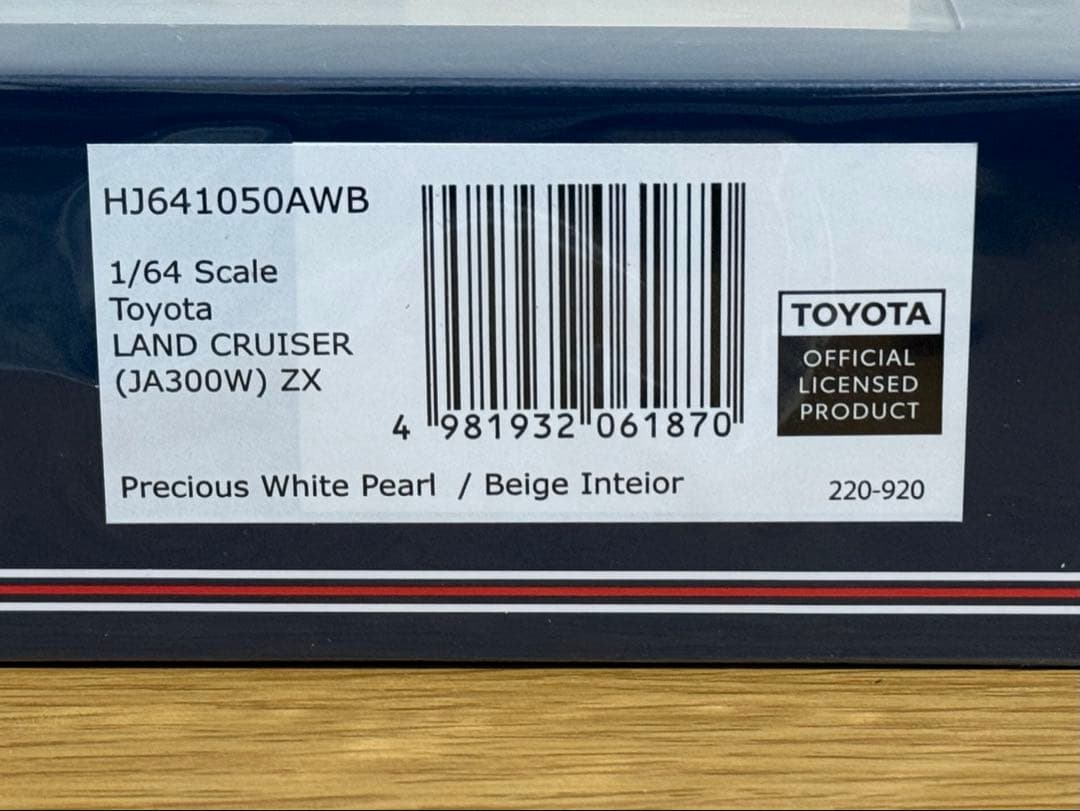 HJ641050AWB
1/64 Scale
Toyota
LAND CRUISER
(JA300W) ZX
4 981932 061870
TOYOTA
OFFICIAL
LICENSED
PRODUCT
Precious White Pearl / Beige Inteior
220-920